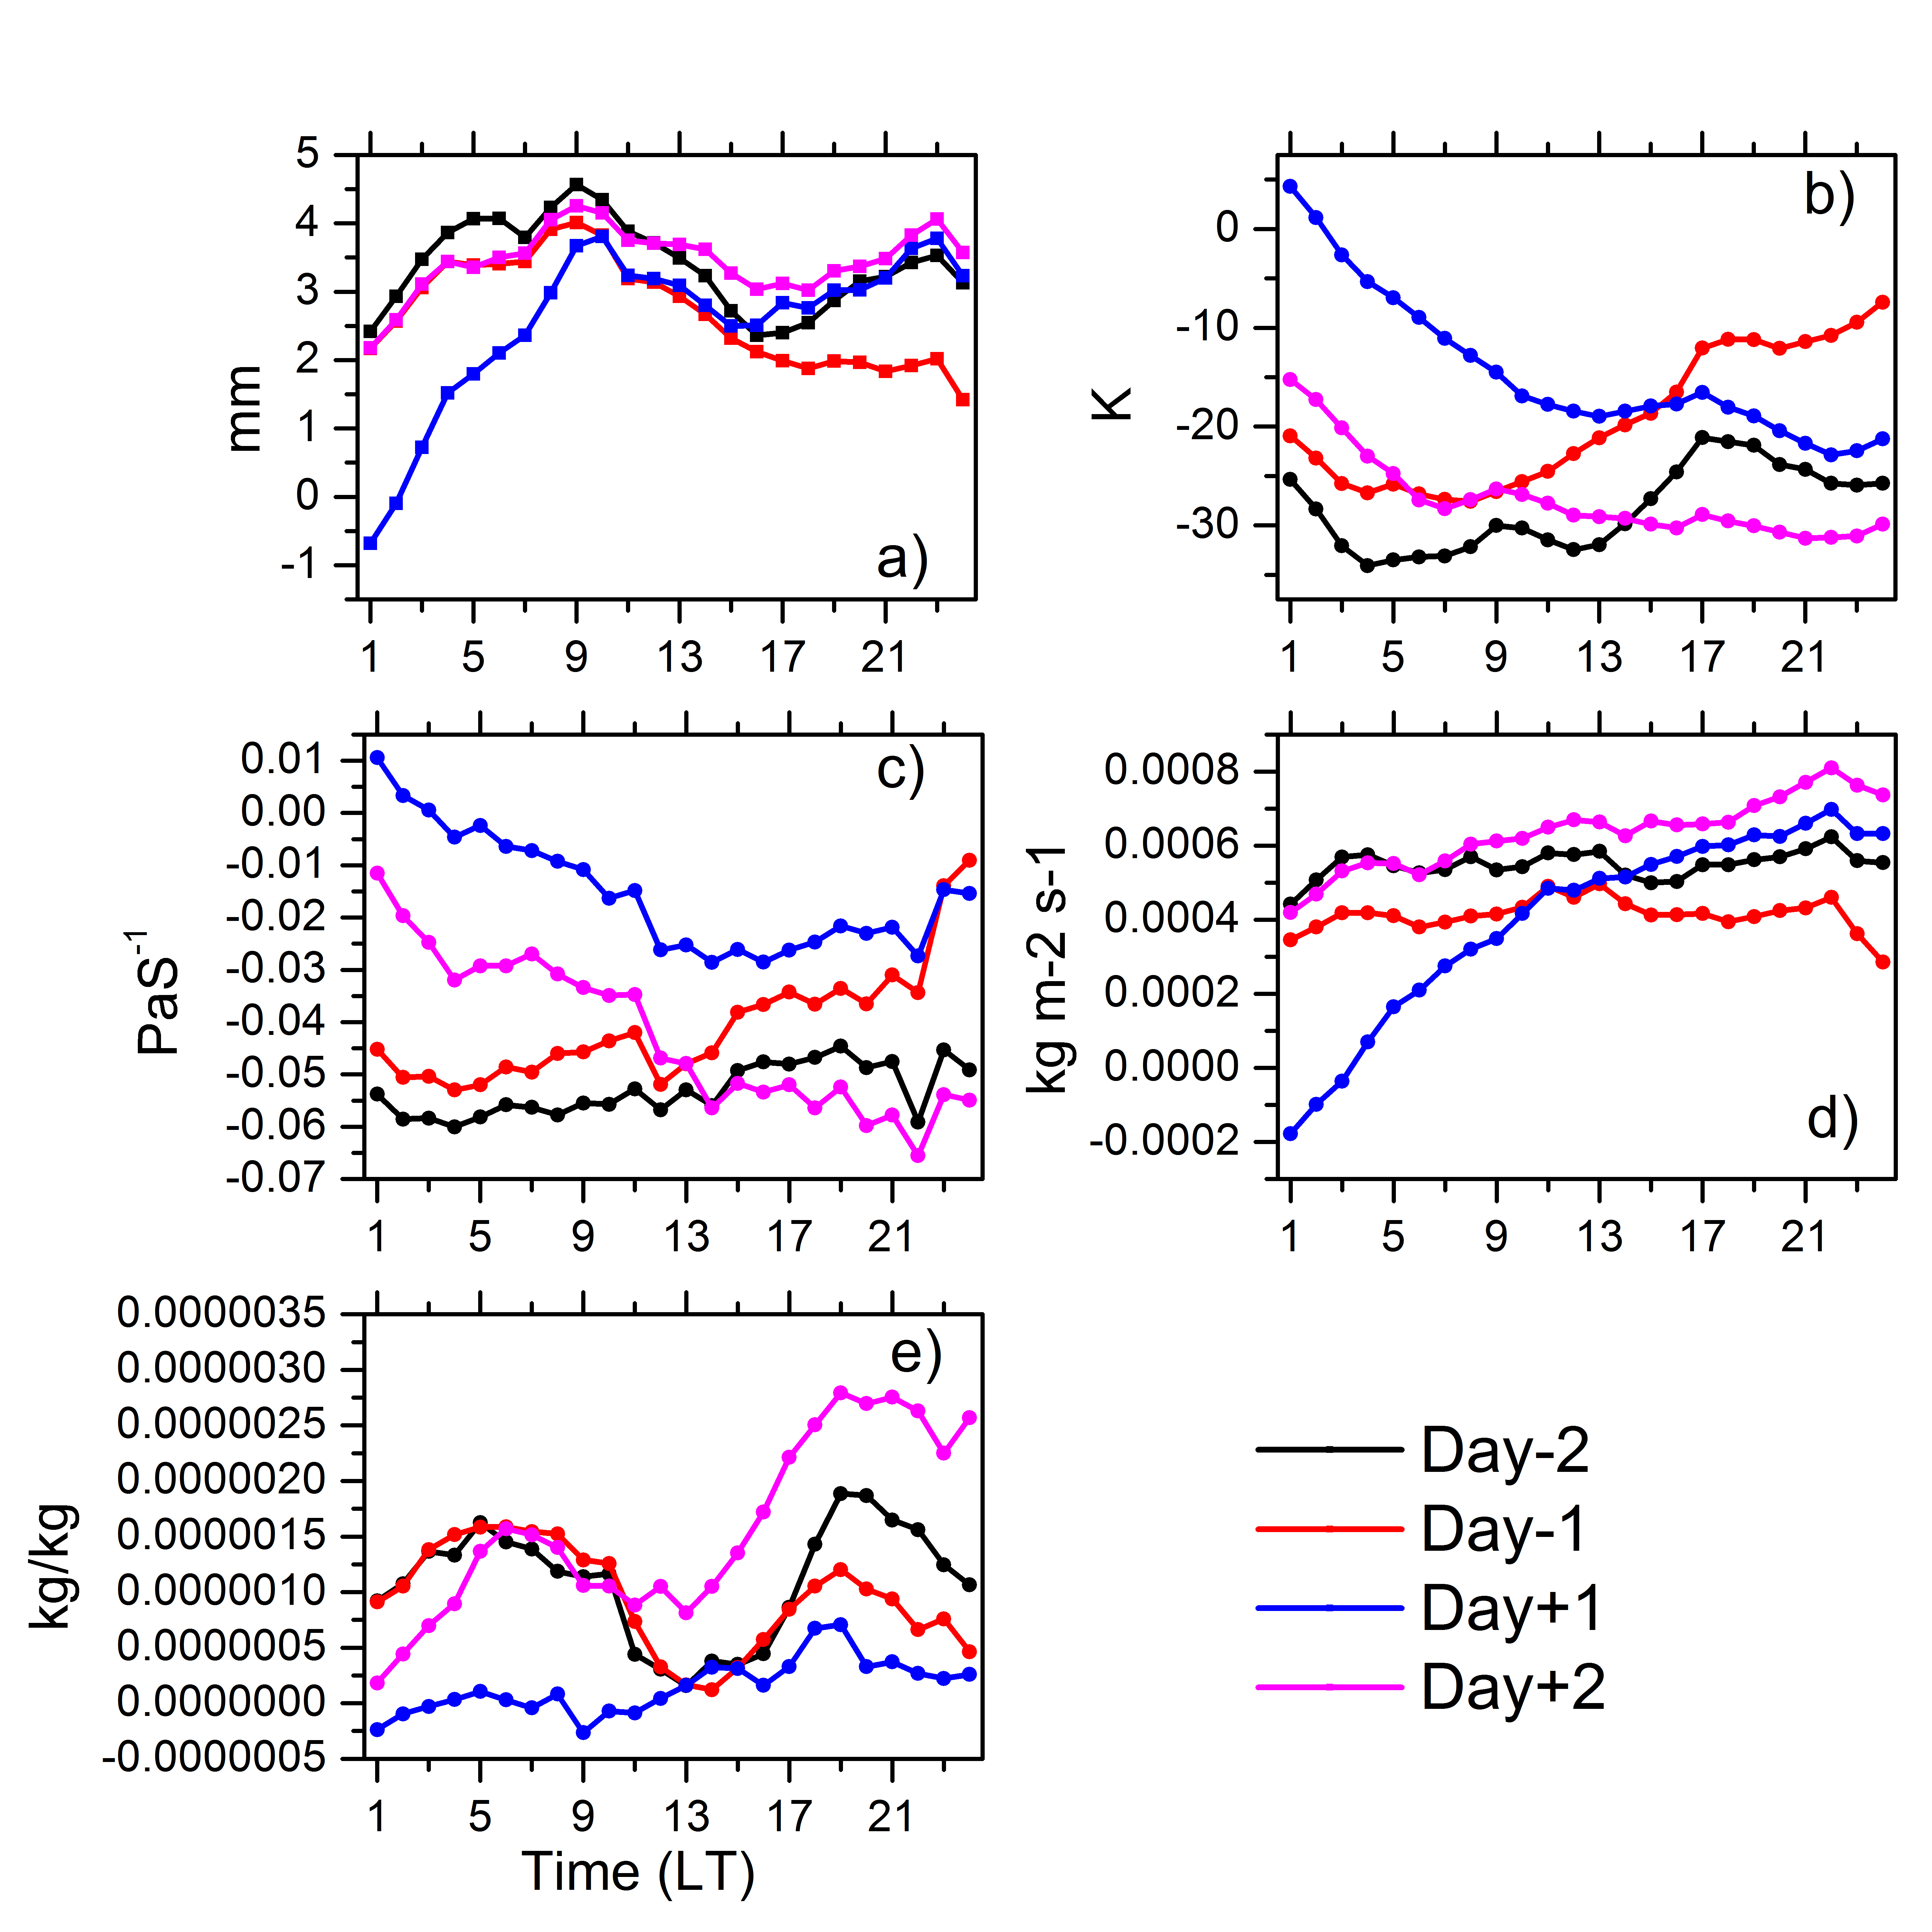 5
4
3
2
1
0
-1
mm
a)
1 5 9 13 17 21
0
-10
-20
-30
K
b)
1 5 9 13 17 21
0.01
0.00
-0.01
-0.02
-0.03
-0.04
-0.05
-0.06
-0.07
PaS-1
c)
1 5 9 13 17 21
0.0008
0.0006
0.0004
0.0002
0.0000
-0.0002
kg m-2 s-1
d)
1 5 9 13 17 21
0.0000035
0.0000030
0.0000025
0.0000020
0.0000015
0.0000010
0.0000005
0.0000000
-0.0000005
kg/kg
e)
1 5 9 13 17 21
Time (LT)
Day-2
Day-1
Day+1
Day+2